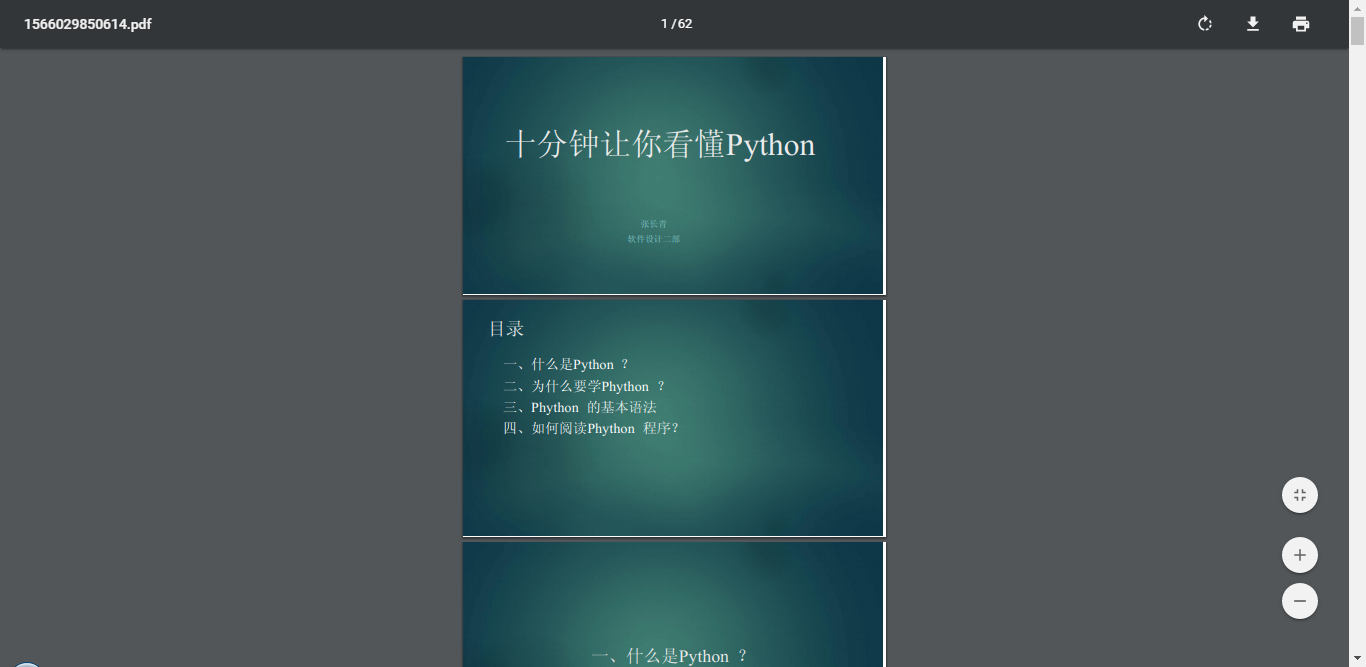 1566029850614.pdf
1 / 62
十分钟让你看懂Python
张长青
软件设计二部
目录
一、什么是Python ？
二、为什么要学Phython ？
三、Phython 的基本语法
四、如何阅读Phython 程序?
一、什么是Python ？